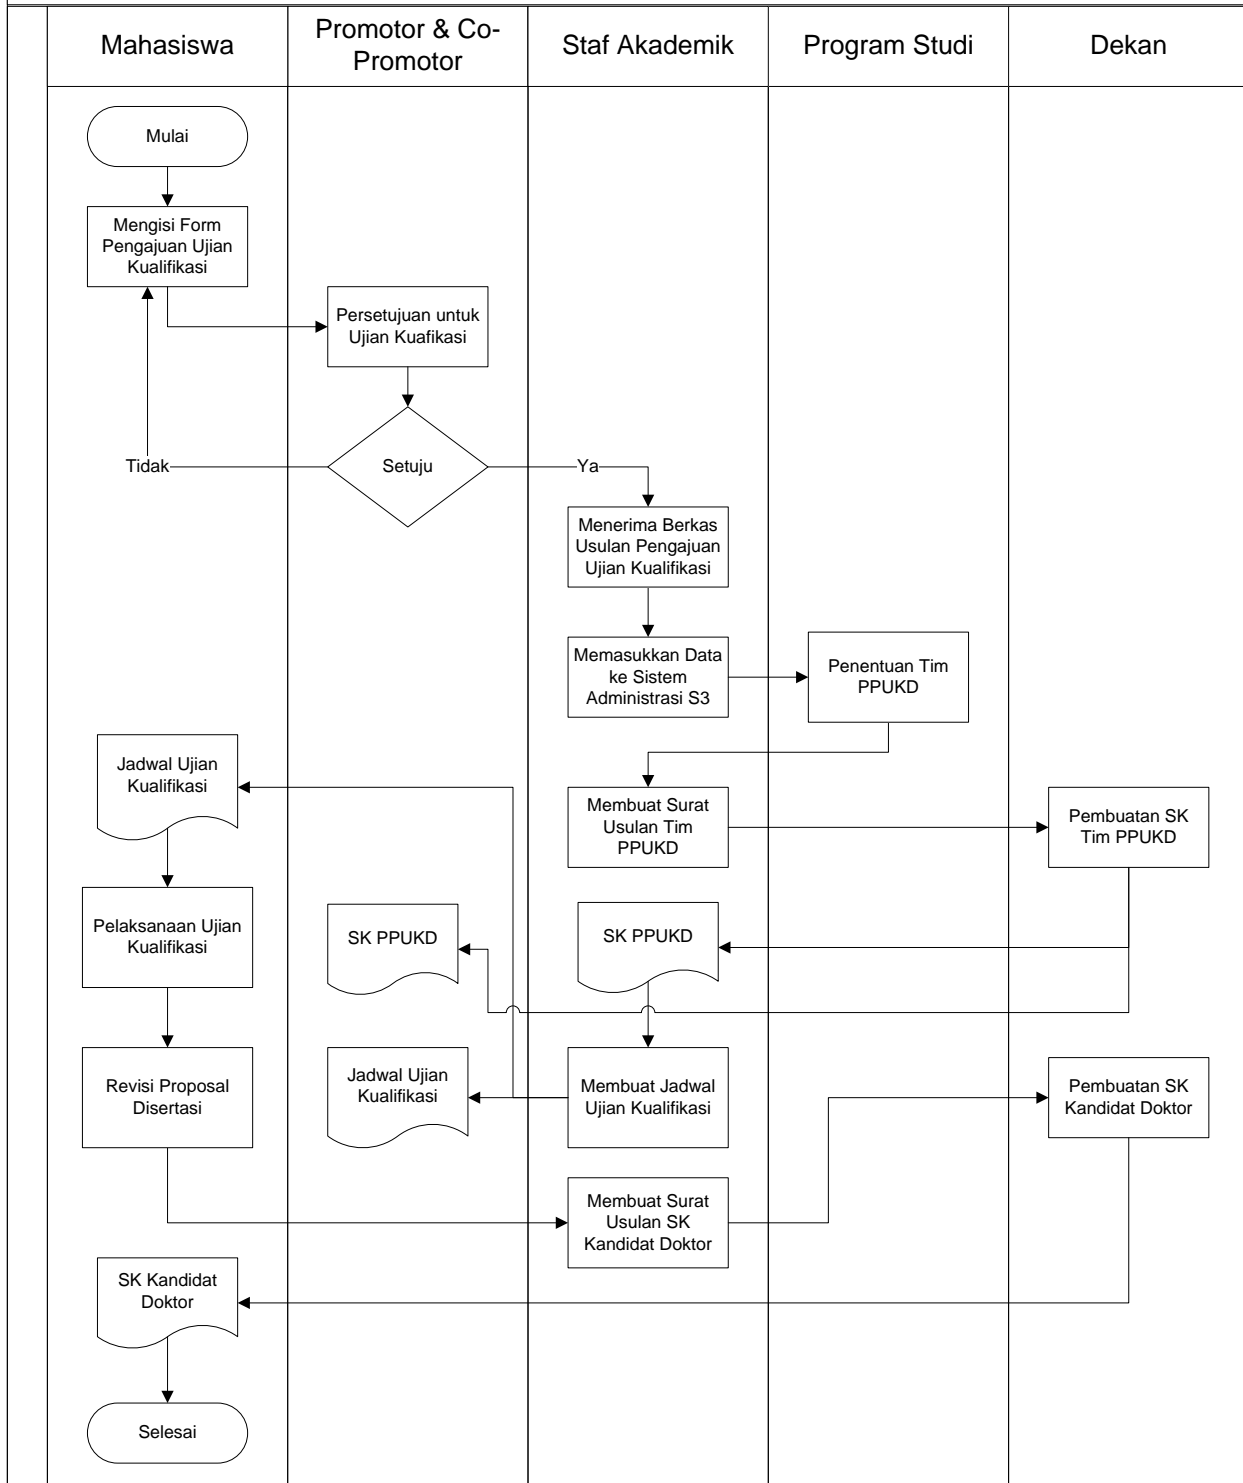 Mahasiswa
Promotor & Co-
Promotor
Staf Akademik
Program Studi
Dekan
Mulai
Mengisi Form
Pengajuan Ujian
Kualifikasi
Persetujuan untuk
Ujian Kuafikasi
Setuju
Tidak
Ya
Menerima Berkas
Usulan Pengajuan
Ujian Kualifikasi
Memasukkan Data
ke Sistem
Administrasi S3
Penentuan Tim
PPUKD
Jadwal Ujian
Kualifikasi
Membuat Surat
Usulan Tim
PPUKD
Pembuatan SK
Tim PPUKD
Pelaksanaan Ujian
Kualifikasi
SK PPUKD
SK PPUKD
Revisi Proposal
Disertasi
Jadwal Ujian
Kualifikasi
Membuat Jadwal
Ujian Kualifikasi
Pembuatan SK
Kandidat Doktor
Membuat Surat
Usulan SK
Kandidat Doktor
SK Kandidat
Doktor
Selesai